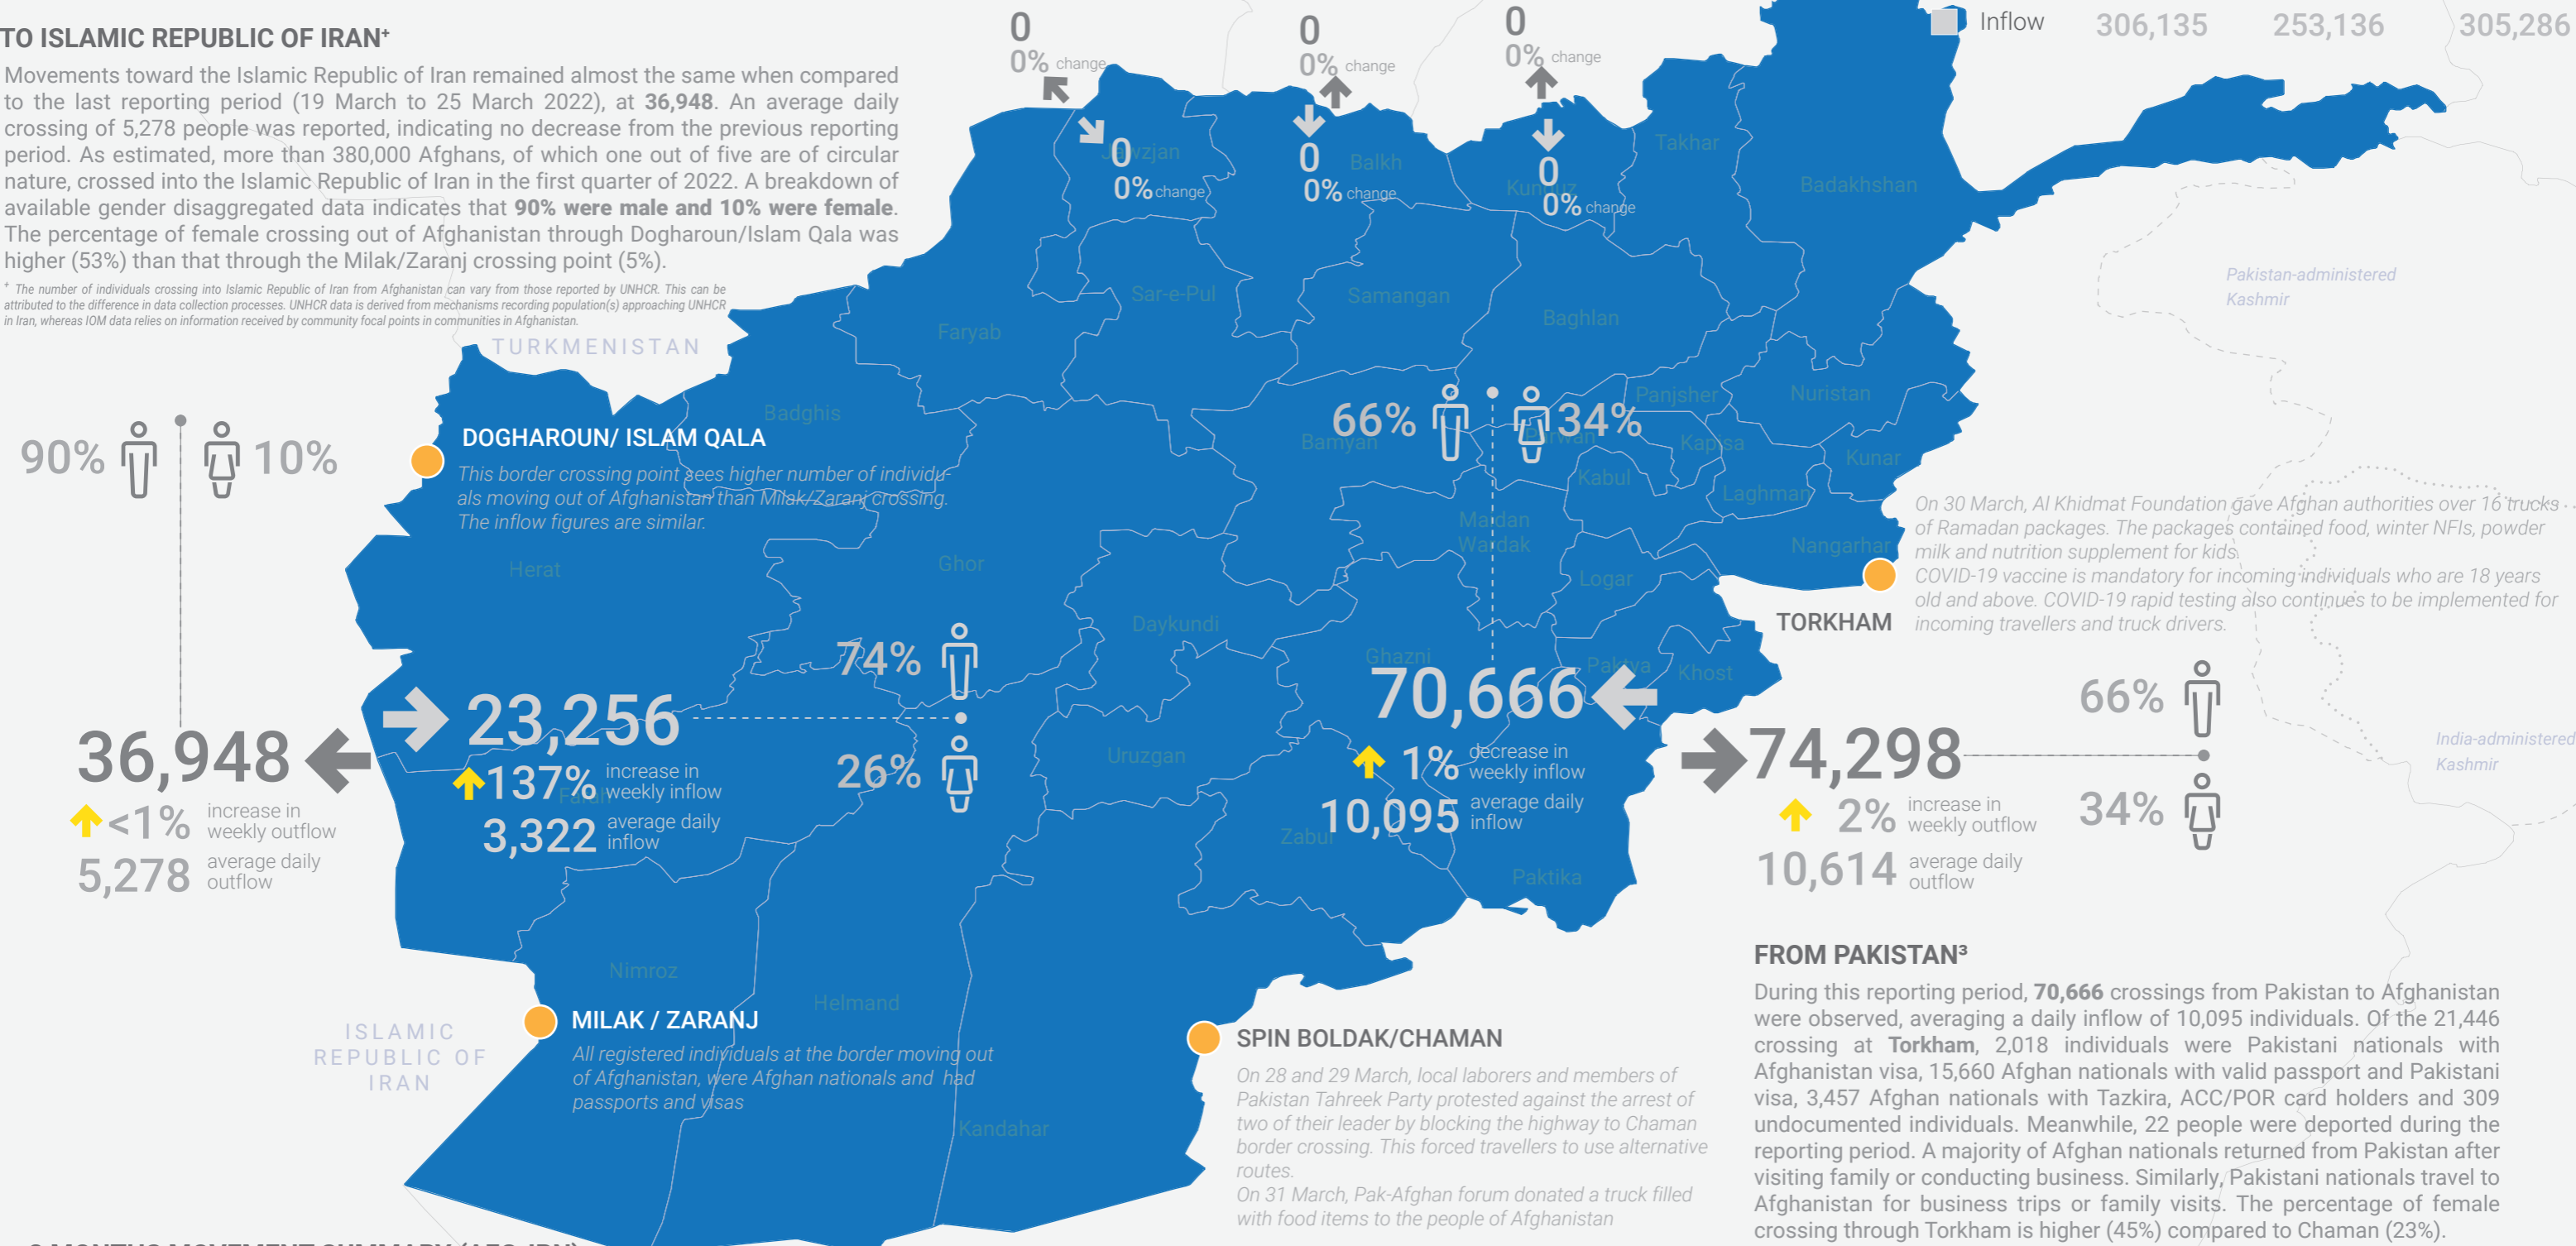 TO ISLAMIC REPUBLIC OF IRAN+
Movements toward the Islamic Republic of Iran remained almost the same when compared
to the last reporting period (19 March to 25 March 2022), at 36,948. An average daily
crossing of 5,278 people was reported, indicating no decrease from the previous reporting
period. As estimated, more than 380,000 Afghans, of which one out of five are of circular
nature, crossed into the Islamic Republic of Iran in the first quarter of 2022. A breakdown of
available gender disaggregated data indicates that 90% were male and 10% were female.
The percentage of female crossing out of Afghanistan through Dogharoun/Islam Qala was
higher (53%) than that through the Milak/Zaranj crossing point (5%).
+ The number of individuals crossing into Islamic Republic of Iran from Afghanistan can vary from those reported by UNHCR. This can be
attributed to the difference in data collection processes. UNHCR data is derived from mechanisms recording population(s) approaching UNHCR
in Iran, whereas IOM data relies on information received by community focal points in communities in Afghanistan.
0
0% change
0
0% change
0
0% change
Inflow 306,135 253,136 305,286
0
0% change
0
0% change
0
0% change
Jawzjan
Balkh
Kunduz
Takhar
Badakhshan
Sar-e-Pul
Samangan
Baghlan
Faryab
TURKMENISTAN
Pakistan-administered
Kashmir
Badghis
Panjsher
Nuristan
Bamyan
Parwan
Kapisa
Kunar
Kabul
Laghman
66% 34%
90% 10%
DOGHAROUN/ ISLAM QALA
This border crossing point sees higher number of individu-
als moving out of Afghanistan than Milak/Zaranj crossing.
The inflow figures are similar.
Herat
Ghor
Maidan
Wardak
Nangarhar
Logar
On 30 March, Al Khidmat Foundation gave Afghan authorities over 16 trucks
of Ramadan packages. The packages contained food, winter NFIs, powder
milk and nutrition supplement for kids
COVID-19 vaccine is mandatory for incoming individuals who are 18 years
old and above. COVID-19 rapid testing also continues to be implemented for
incoming travellers and truck drivers.
TORKHAM
Daykundi
Ghazni
Paktya
Khost
74%
26%
23,256
137% increase in
weekly inflow
3,322 average daily
inflow
Farah
36,948
<1% increase in
weekly outflow
5,278 average daily
outflow
Uruzgan
70,666
1% decrease in
weekly inflow
10,095 average daily
inflow
Zabul
Paktika
74,298
2% increase in
weekly outflow
10,614 average daily
outflow
66%
34%
India-administered
Kashmir
Nimroz
Helmand
Kandahar
ISLAMIC
REPUBLIC OF
IRAN
MILAK / ZARANJ
All registered individuals at the border moving out
of Afghanistan, were Afghan nationals and had
passports and visas
SPIN BOLDAK/CHAMAN
On 28 and 29 March, local laborers and members of
Pakistan Tahreek Party protested against the arrest of
two of their leader by blocking the highway to Chaman
border crossing. This forced travellers to use alternative
routes.
On 31 March, Pak-Afghan forum donated a truck filled
with food items to the people of Afghanistan
FROM PAKISTAN³
During this reporting period, 70,666 crossings from Pakistan to Afghanistan
were observed, averaging a daily inflow of 10,095 individuals. Of the 21,446
crossing at Torkham, 2,018 individuals were Pakistani nationals with
Afghanistan visa, 15,660 Afghan nationals with valid passport and Pakistani
visa, 3,457 Afghan nationals with Tazkira, ACC/POR card holders and 309
undocumented individuals. Meanwhile, 22 people were deported during the
reporting period. A majority of Afghan nationals returned from Pakistan after
visiting family or conducting business. Similarly, Pakistani nationals travel to
Afghanistan for business trips or family visits. The percentage of female
crossing through Torkham is higher (45%) compared to Chaman (23%).